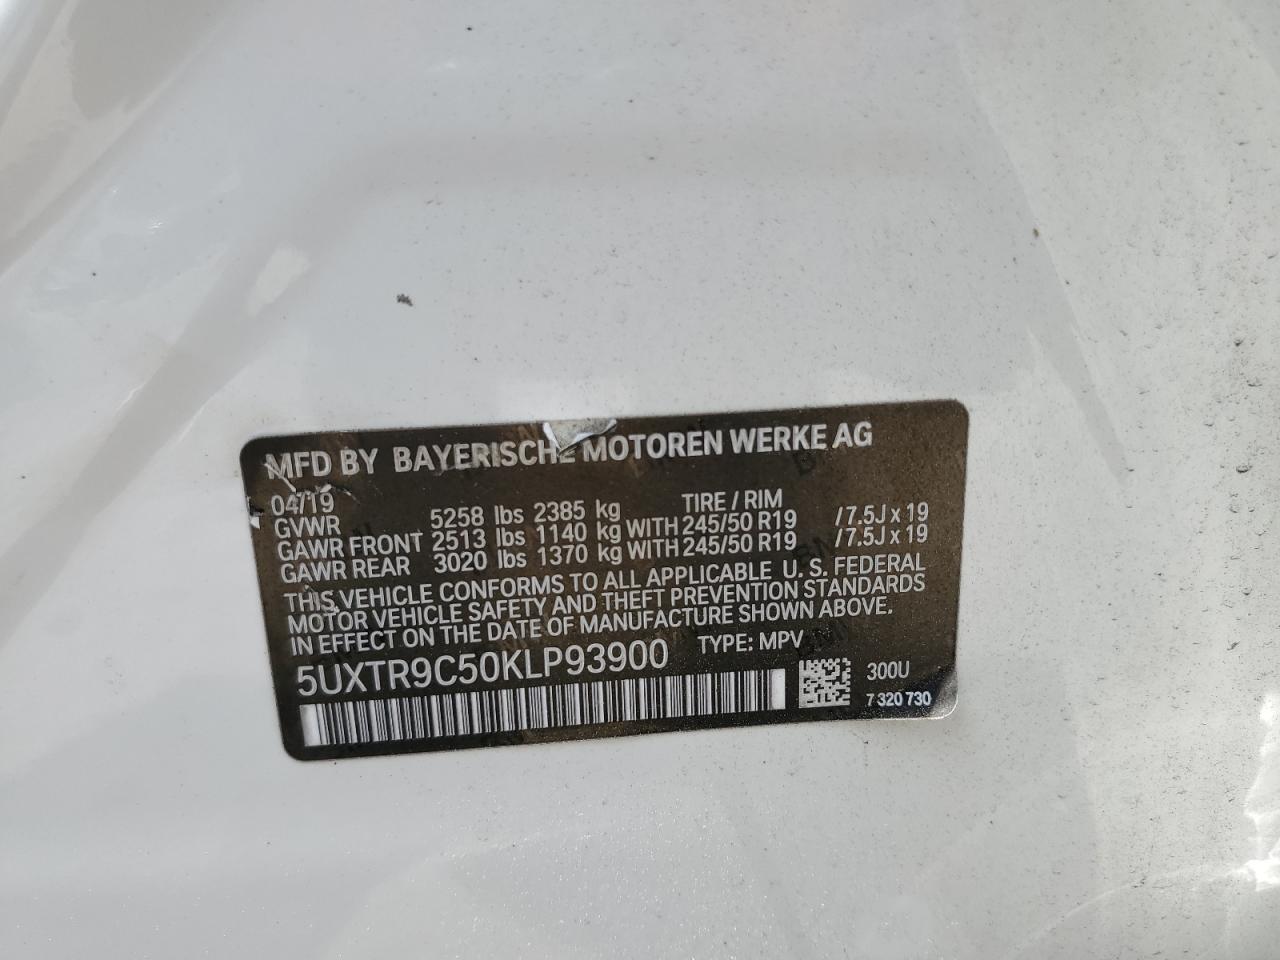 MFD BY BAYERISCHE MOTOREN WERKE AG
04/19 TIRE / RIM
GVWR 5258 lbs 2385 kg
GAWR FRONT 2513 lbs 1140 kg WITH 245/50 R19 /7.5J x 19
GAWR REAR 3020 lbs 1370 kg WITH 245/50 R19 /7.5J x 19
THIS VEHICLE CONFORMS TO ALL APPLICABLE U. S. FEDERAL
MOTOR VEHICLE SAFETY AND THEFT PREVENTION STANDARDS
IN EFFECT ON THE DATE OF MANUFACTURE SHOWN ABOVE.
5UXTR9C50KLP93900 TYPE: MPV
300U
7 320 730